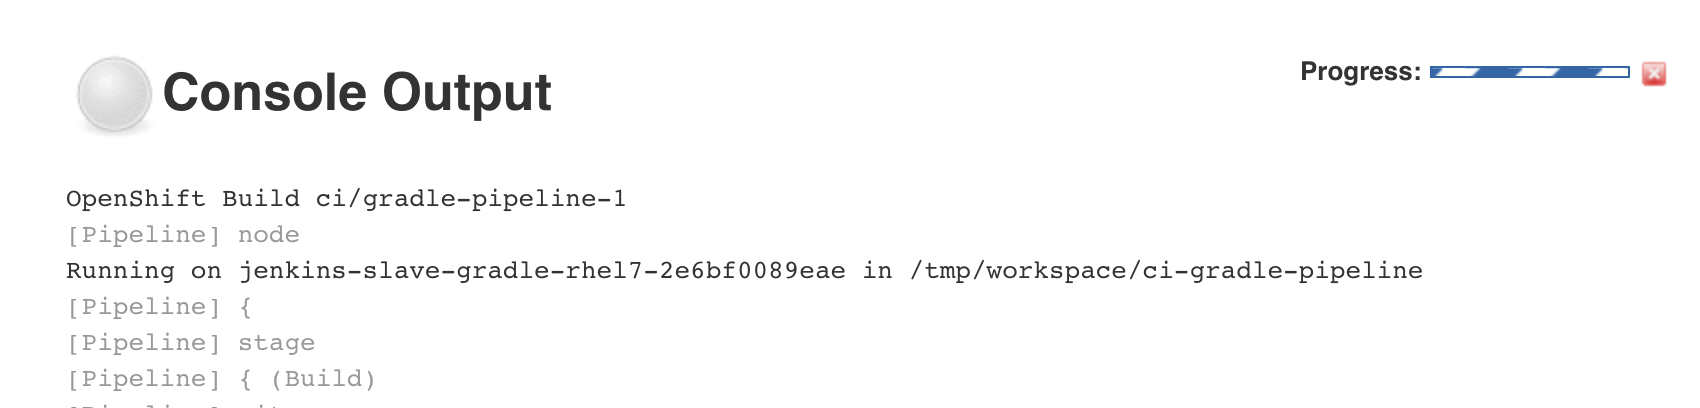 Console Output
Progress:
OpenShift Build ci/gradle-pipeline-1
[Pipeline] node
Running on jenkins-slave-gradle-rhel7-2e6bf0089eae in /tmp/workspace/ci-gradle-pipeline
[Pipeline] {
[Pipeline] stage
[Pipeline] { (Build)